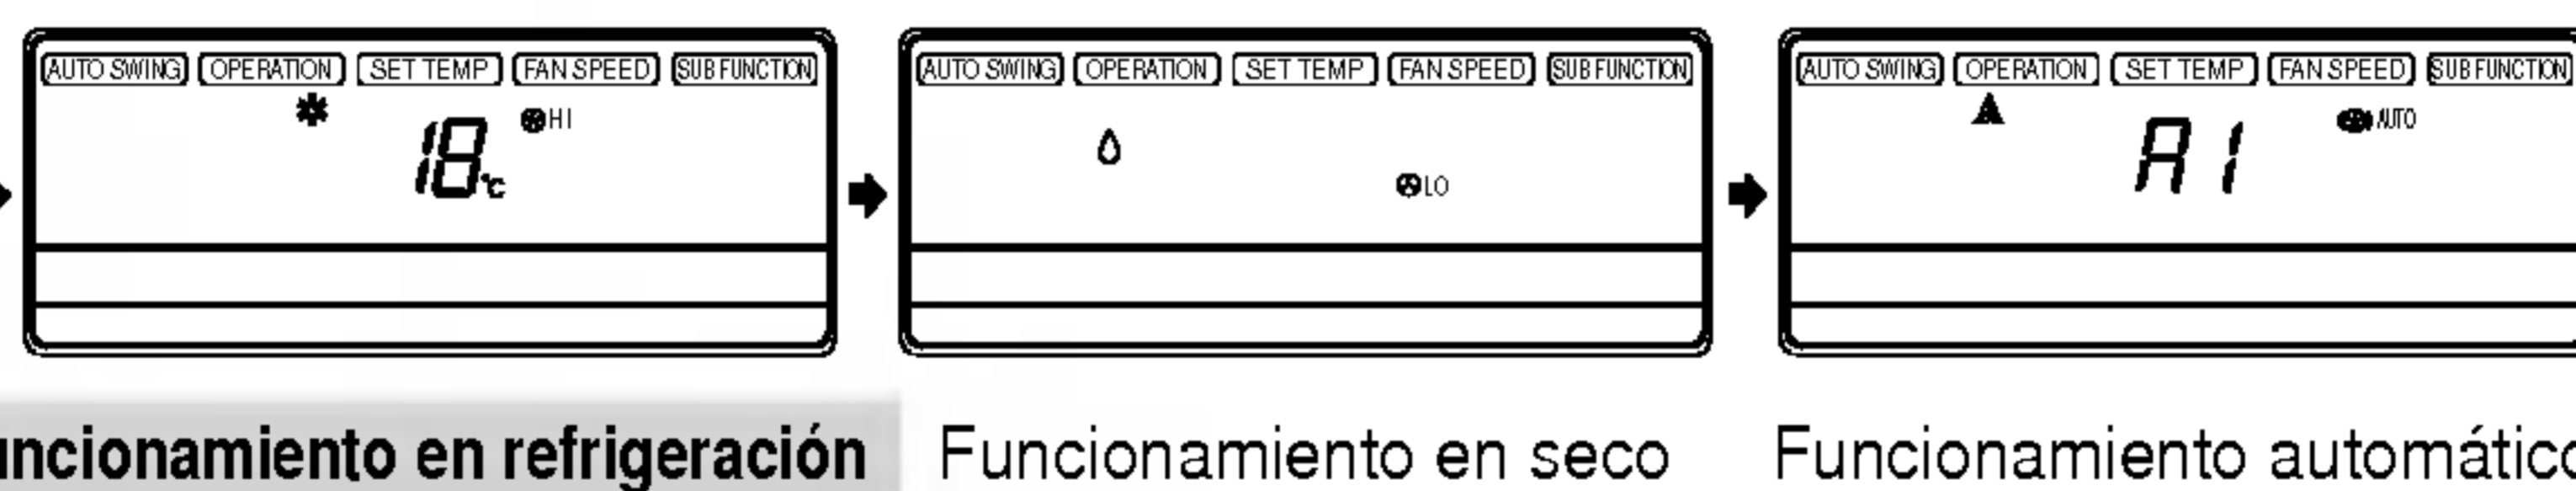 AUTO SWING OPERATION SET TEMP FAN SPEED SUB FUNCTION
18°C HI
AUTO SWING OPERATION SET TEMP FAN SPEED SUB FUNCTION
LO
AUTO SWING OPERATION SET TEMP FAN SPEED SUB FUNCTION
A1 AUTO
uncionamiento en refrigeración
Funcionamiento en seco
Funcionamiento automático